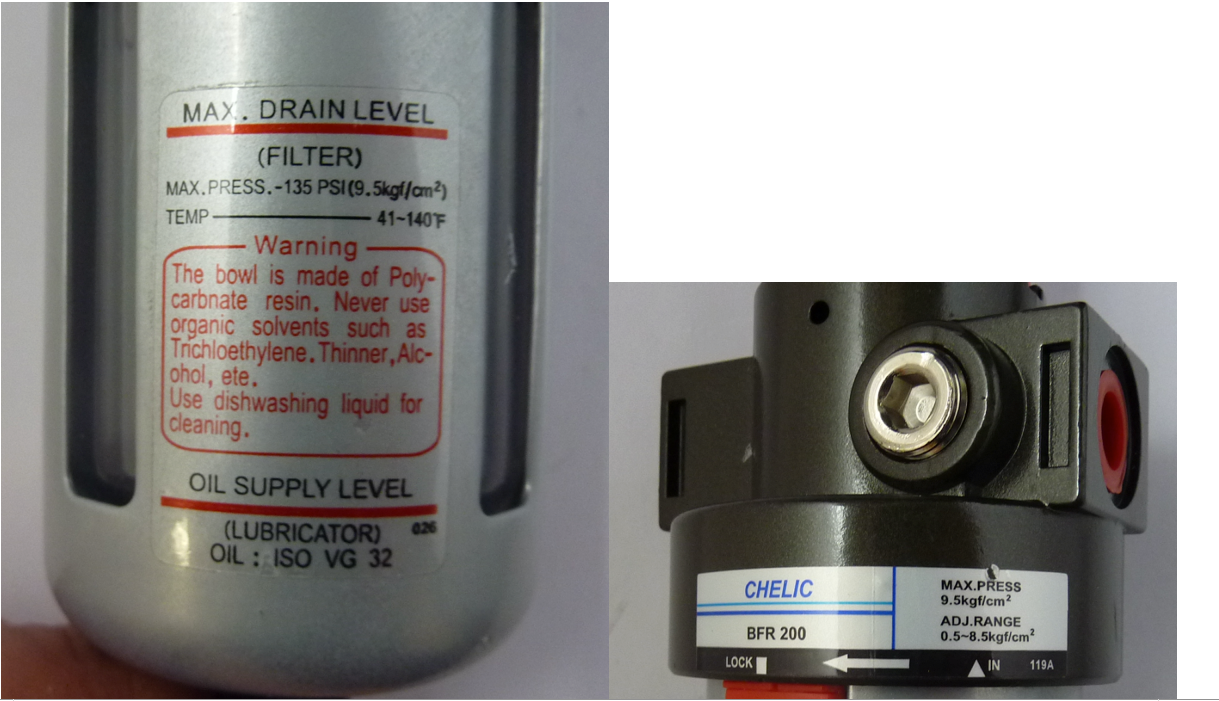 MAX. DRAIN LEVEL
(FILTER)
MAX.PRESS.-135 PSI(9.5kgf/cm²)
TEMP 41~140°F
Warning
The bowl is made of Poly-
carbnate resin. Never use
organic solvents such as
Trichloethylene.Thinner,Alc-
ohol, ete.
Use dishwashing liquid for
cleaning.
OIL SUPPLY LEVEL
(LUBRICATOR) 026
OIL : ISO VG 32
CHELIC
BFR 200
MAX.PRESS
9.5kgf/cm²
ADJ.RANGE
0.5~8.5kgf/cm²
LOCK IN 119A